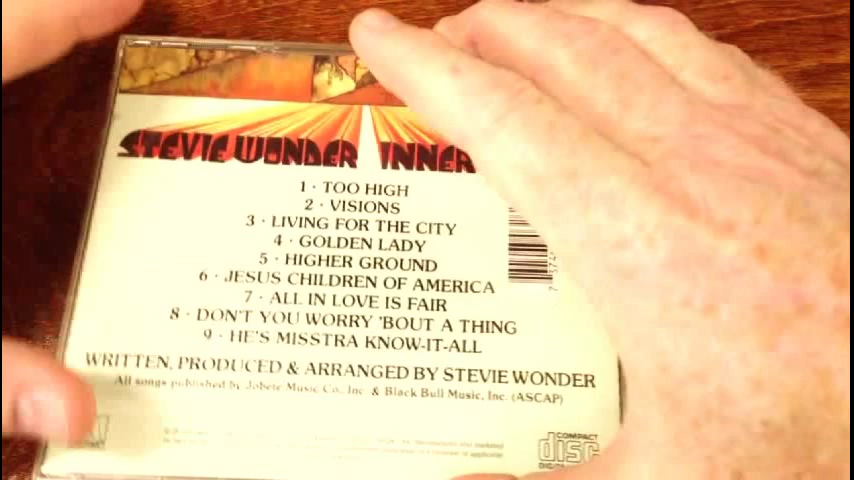 STEVIE WONDER INNER
1 · TOO HIGH
2 · VISIONS
3 · LIVING FOR THE CITY
4 · GOLDEN LADY
5 · HIGHER GROUND
6 · JESUS CHILDREN OF AMERICA
7 · ALL IN LOVE IS FAIR
8 · DON'T YOU WORRY 'BOUT A THING
9 · HE'S MISSTRA KNOW-IT-ALL
WRITTEN, PRODUCED & ARRANGED BY STEVIE WONDER
All songs published by Jobete Music Co., Inc. & Black Bull Music, Inc. (ASCAP)
COMPACT
disc